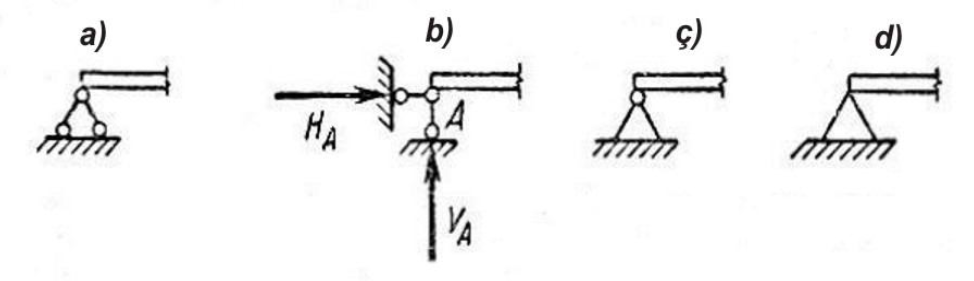 a) b) ç) d)
H_A A
V_A